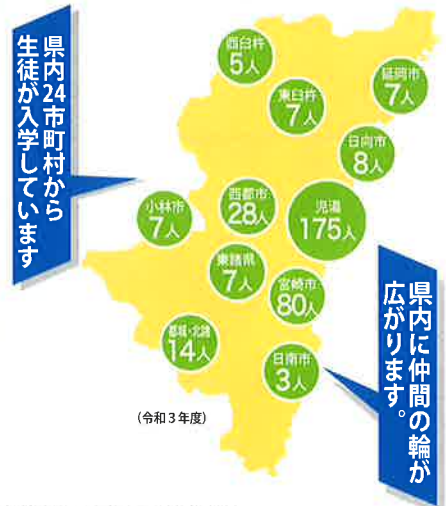 県内24市町村から
生徒が入学しています
西臼杵
5人
延岡市
7人
東臼杵
7人
日向市
8人
小林市
7人
西都市
28人
児湯
175人
東諸県
7人
宮崎市
80人
都城・北諸
14人
日南市
3人
県内に仲間の輪が
広がります。
(令和3年度)